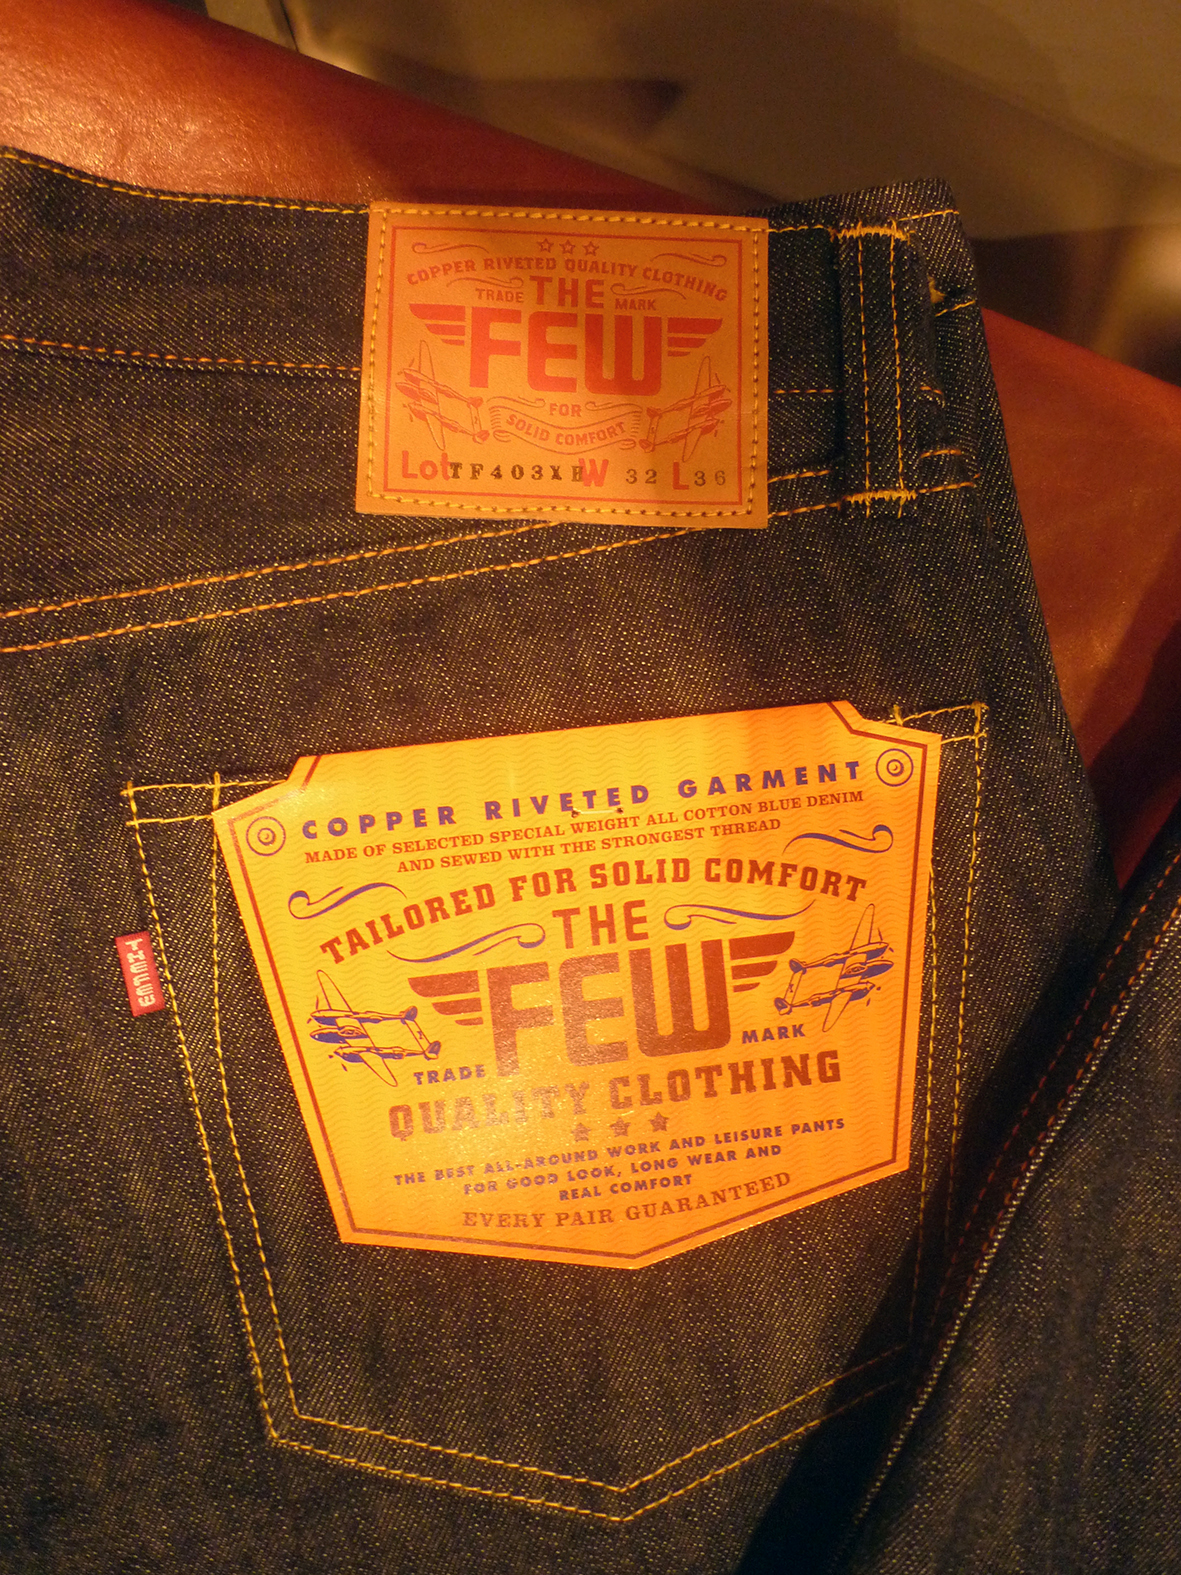 COPPER RIVETED QUALITY CLOTHING
TRADE THE MARK
FEW
FOR
SOLID COMFORT
Lot TF403XB W 32 L 36
COPPER RIVETED GARMENT
MADE OF SELECTED SPECIAL WEIGHT ALL COTTON BLUE DENIM
AND SEWED WITH THE STRONGEST THREAD
TAILORED FOR SOLID COMFORT
THE
FEW
TRADE MARK
QUALITY CLOTHING
THE BEST ALL-AROUND WORK AND LEISURE PANTS
FOR GOOD LOOK, LONG WEAR AND
REAL COMFORT
EVERY PAIR GUARANTEED